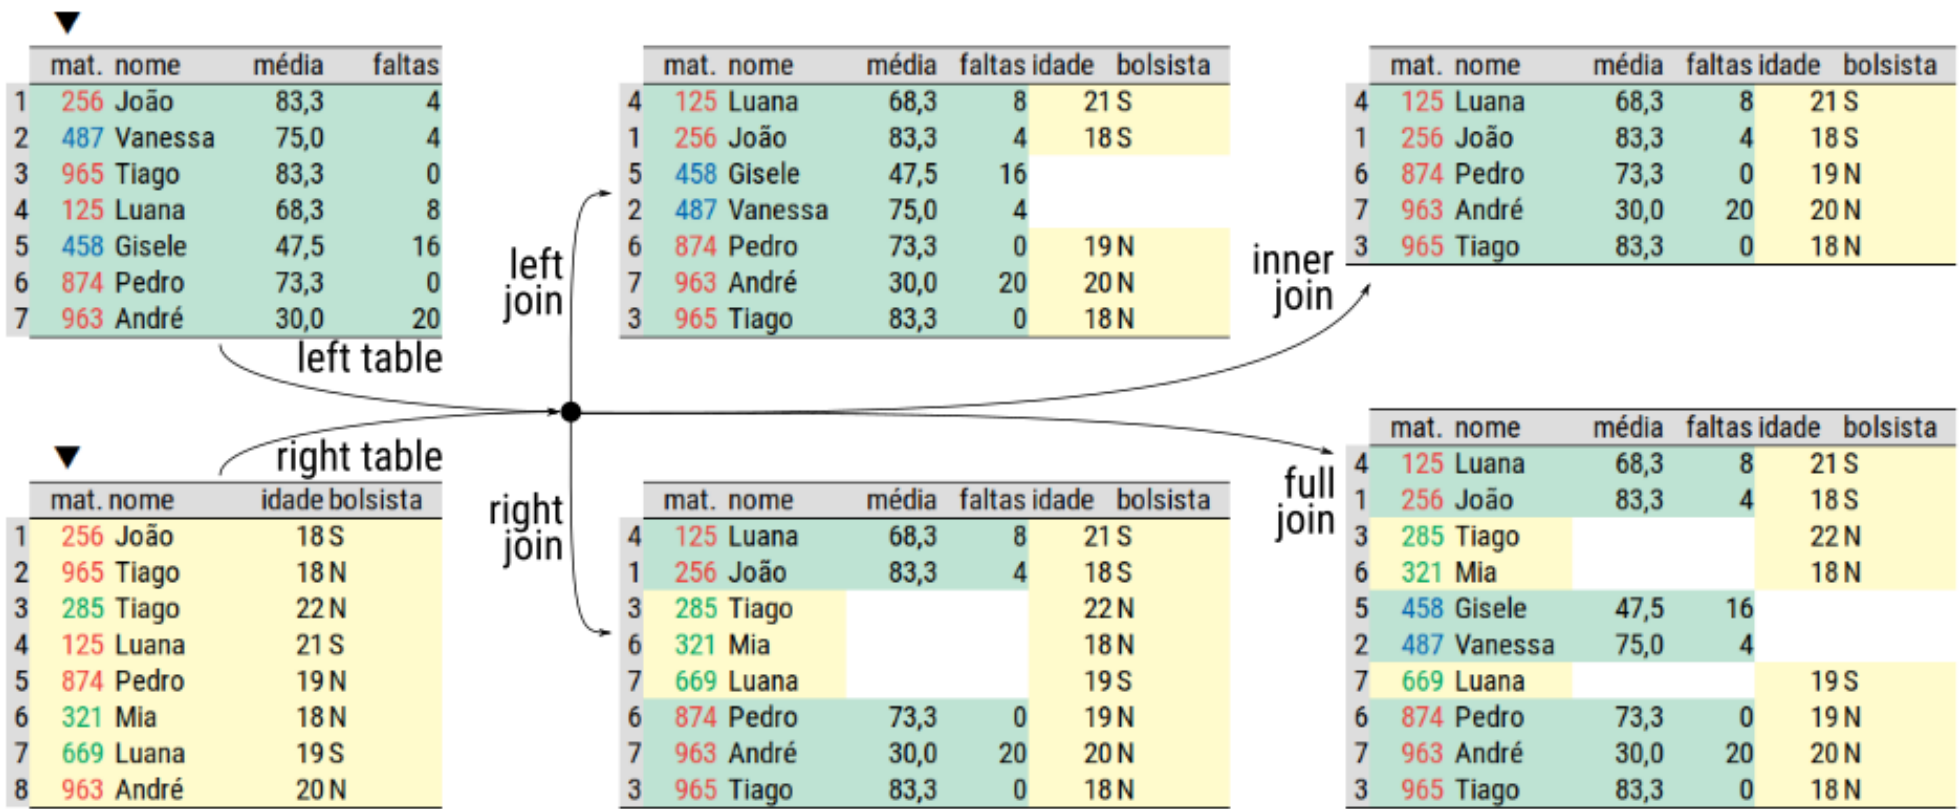 ▼
mat. nome média faltas
1 256 João 83,3 4
2 487 Vanessa 75,0 4
3 965 Tiago 83,3 0
4 125 Luana 68,3 8
5 458 Gisele 47,5 16
6 874 Pedro 73,3 0
7 963 André 30,0 20
left table
▼
right table
mat. nome idade bolsista
1 256 João 18 S
2 965 Tiago 18 N
3 285 Tiago 22 N
4 125 Luana 21 S
5 874 Pedro 19 N
6 321 Mia 18 N
7 669 Luana 19 S
8 963 André 20 N
left
join
mat. nome média faltas idade bolsista
4 125 Luana 68,3 8 21 S
1 256 João 83,3 4 18 S
5 458 Gisele 47,5 16
2 487 Vanessa 75,0 4
6 874 Pedro 73,3 0 19 N
7 963 André 30,0 20 20 N
3 965 Tiago 83,3 0 18 N
right
join
mat. nome média faltas idade bolsista
4 125 Luana 68,3 8 21 S
1 256 João 83,3 4 18 S
3 285 Tiago 22 N
6 321 Mia 18 N
7 669 Luana 19 S
6 874 Pedro 73,3 0 19 N
7 963 André 30,0 20 20 N
3 965 Tiago 83,3 0 18 N
inner
join
mat. nome média faltas idade bolsista
4 125 Luana 68,3 8 21 S
1 256 João 83,3 4 18 S
6 874 Pedro 73,3 0 19 N
7 963 André 30,0 20 20 N
3 965 Tiago 83,3 0 18 N
full
join
mat. nome média faltas idade bolsista
4 125 Luana 68,3 8 21 S
1 256 João 83,3 4 18 S
3 285 Tiago 22 N
6 321 Mia 18 N
5 458 Gisele 47,5 16
2 487 Vanessa 75,0 4
7 669 Luana 19 S
6 874 Pedro 73,3 0 19 N
7 963 André 30,0 20 20 N
3 965 Tiago 83,3 0 18 N